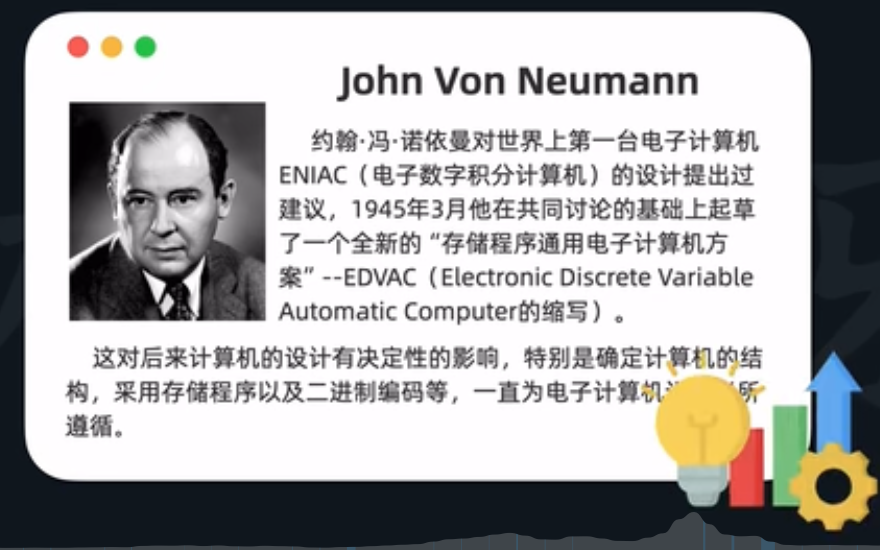 John Von Neumann
约翰·冯·诺依曼对世界上第一台电子计算机
ENIAC（电子数字积分计算机）的设计提出过
建议，1945年3月他在共同讨论的基础上起草
了一个全新的“存储程序通用电子计算机方
案”--EDVAC（Electronic Discrete Variable
Automatic Computer的缩写）。
这对后来计算机的设计有决定性的影响，特别是确定计算机的结
构，采用存储程序以及二进制编码等，一直为电子计算机所
遵循。